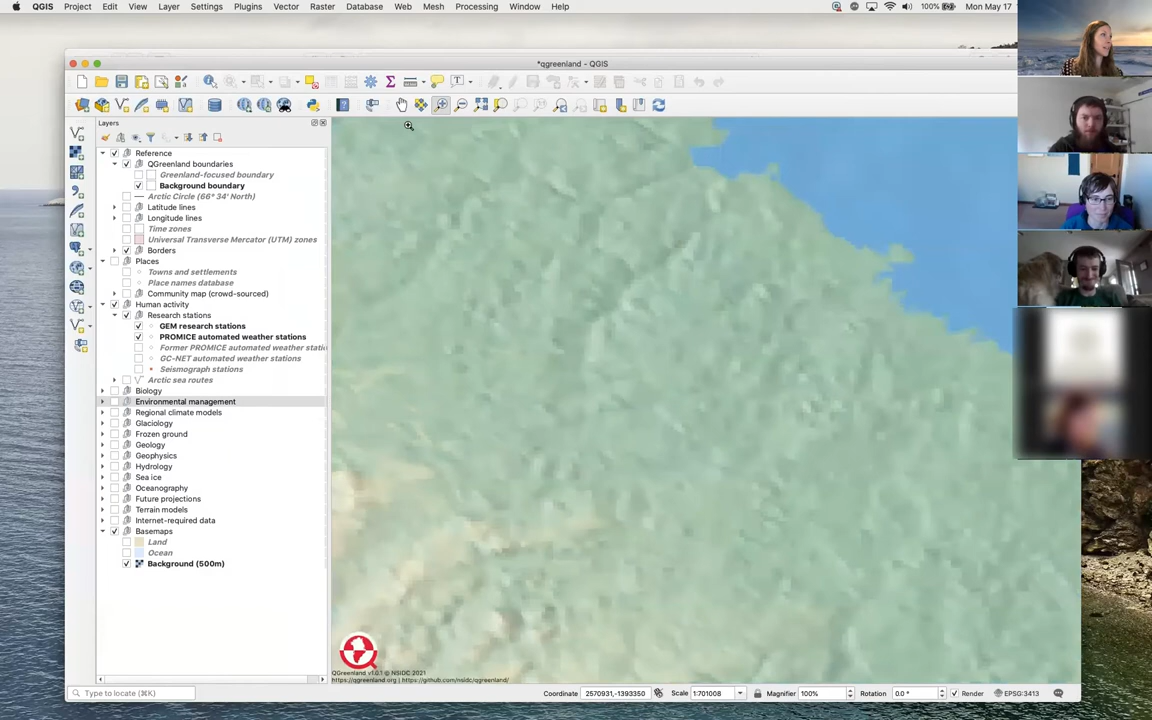 QGIS Project Edit View Layer Settings Plugins Vector Raster Database Web Mesh Processing Window Help 100% Mon May 17
*qgreenland - QGIS
Layers
Reference
QGreenland boundaries
Greenland-focused boundary
Background boundary
Arctic Circle (66° 34' North)
Latitude lines
Longitude lines
Time zones
Universal Transverse Mercator (UTM) zones
Borders
Places
Towns and settlements
Place names database
Community map (crowd-sourced)
Human activity
Research stations
GEM research stations
PROMICE automated weather stations
Former PROMICE automated weather stati
GC-NET automated weather stations
Seismograph stations
Arctic sea routes
Biology
Environmental management
Regional climate models
Glaciology
Frozen ground
Geology
Geophysics
Hydrology
Sea ice
Oceanography
Future projections
Terrain models
Internet-required data
Basemaps
Land
Ocean
Background (500m)
QGreenland v1.0.1 © NSIDC 2021
https://qgreenland.org | https://github.com/nsidc/qgreenland/
Type to locate (⌘K) Coordinate 2570931,-1393350 Scale 1:701008 Magnifier 100% Rotation 0.0 ° Render EPSG:3413